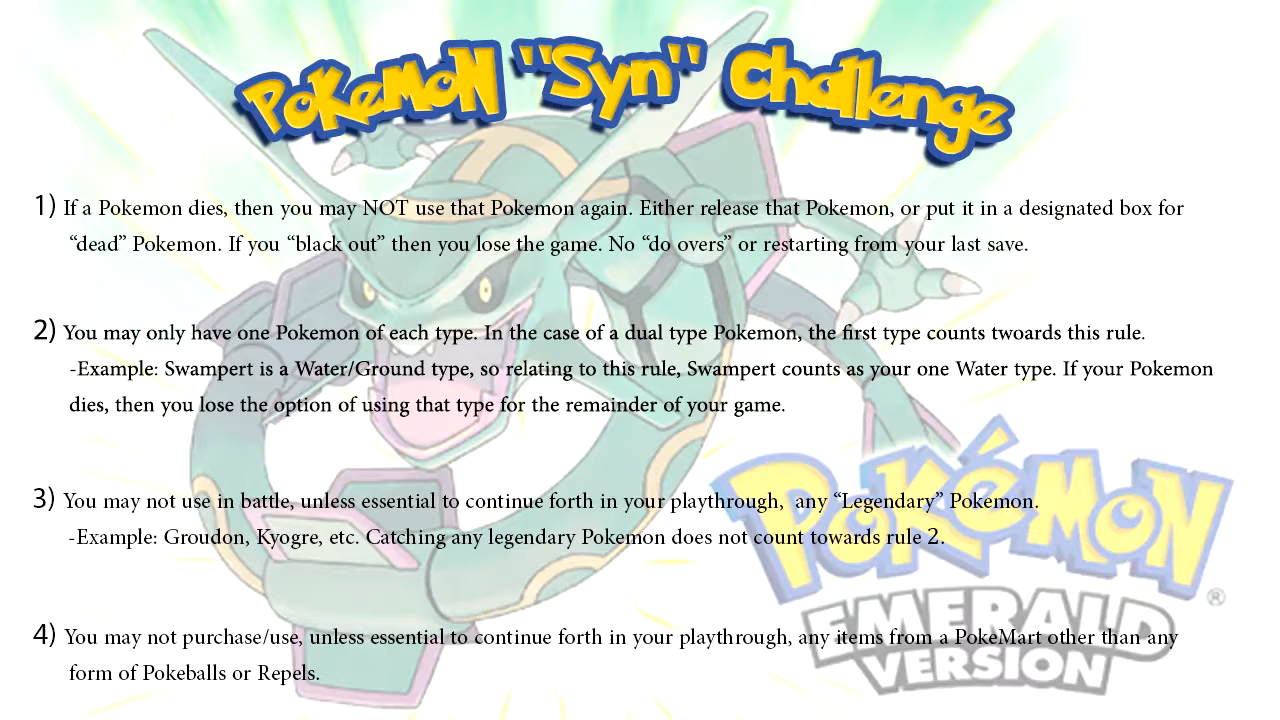 Pokemon "Syn" Challenge
1) If a Pokemon dies, then you may NOT use that Pokemon again. Either release that Pokemon, or put it in a designated box for
“dead” Pokemon. If you “black out” then you lose the game. No “do overs” or restarting from your last save.
2) You may only have one Pokemon of each type. In the case of a dual type Pokemon, the first type counts twoards this rule.
-Example: Swampert is a Water/Ground type, so relating to this rule, Swampert counts as your one Water type. If your Pokemon
dies, then you lose the option of using that type for the remainder of your game.
3) You may not use in battle, unless essential to continue forth in your playthrough,  any “Legendary” Pokemon.
-Example: Groudon, Kyogre, etc. Catching any legendary Pokemon does not count towards rule 2.
4) You may not purchase/use, unless essential to continue forth in your playthrough, any items from a PokeMart other than any
form of Pokeballs or Repels.
POKéMON®
EMERALD
VERSION